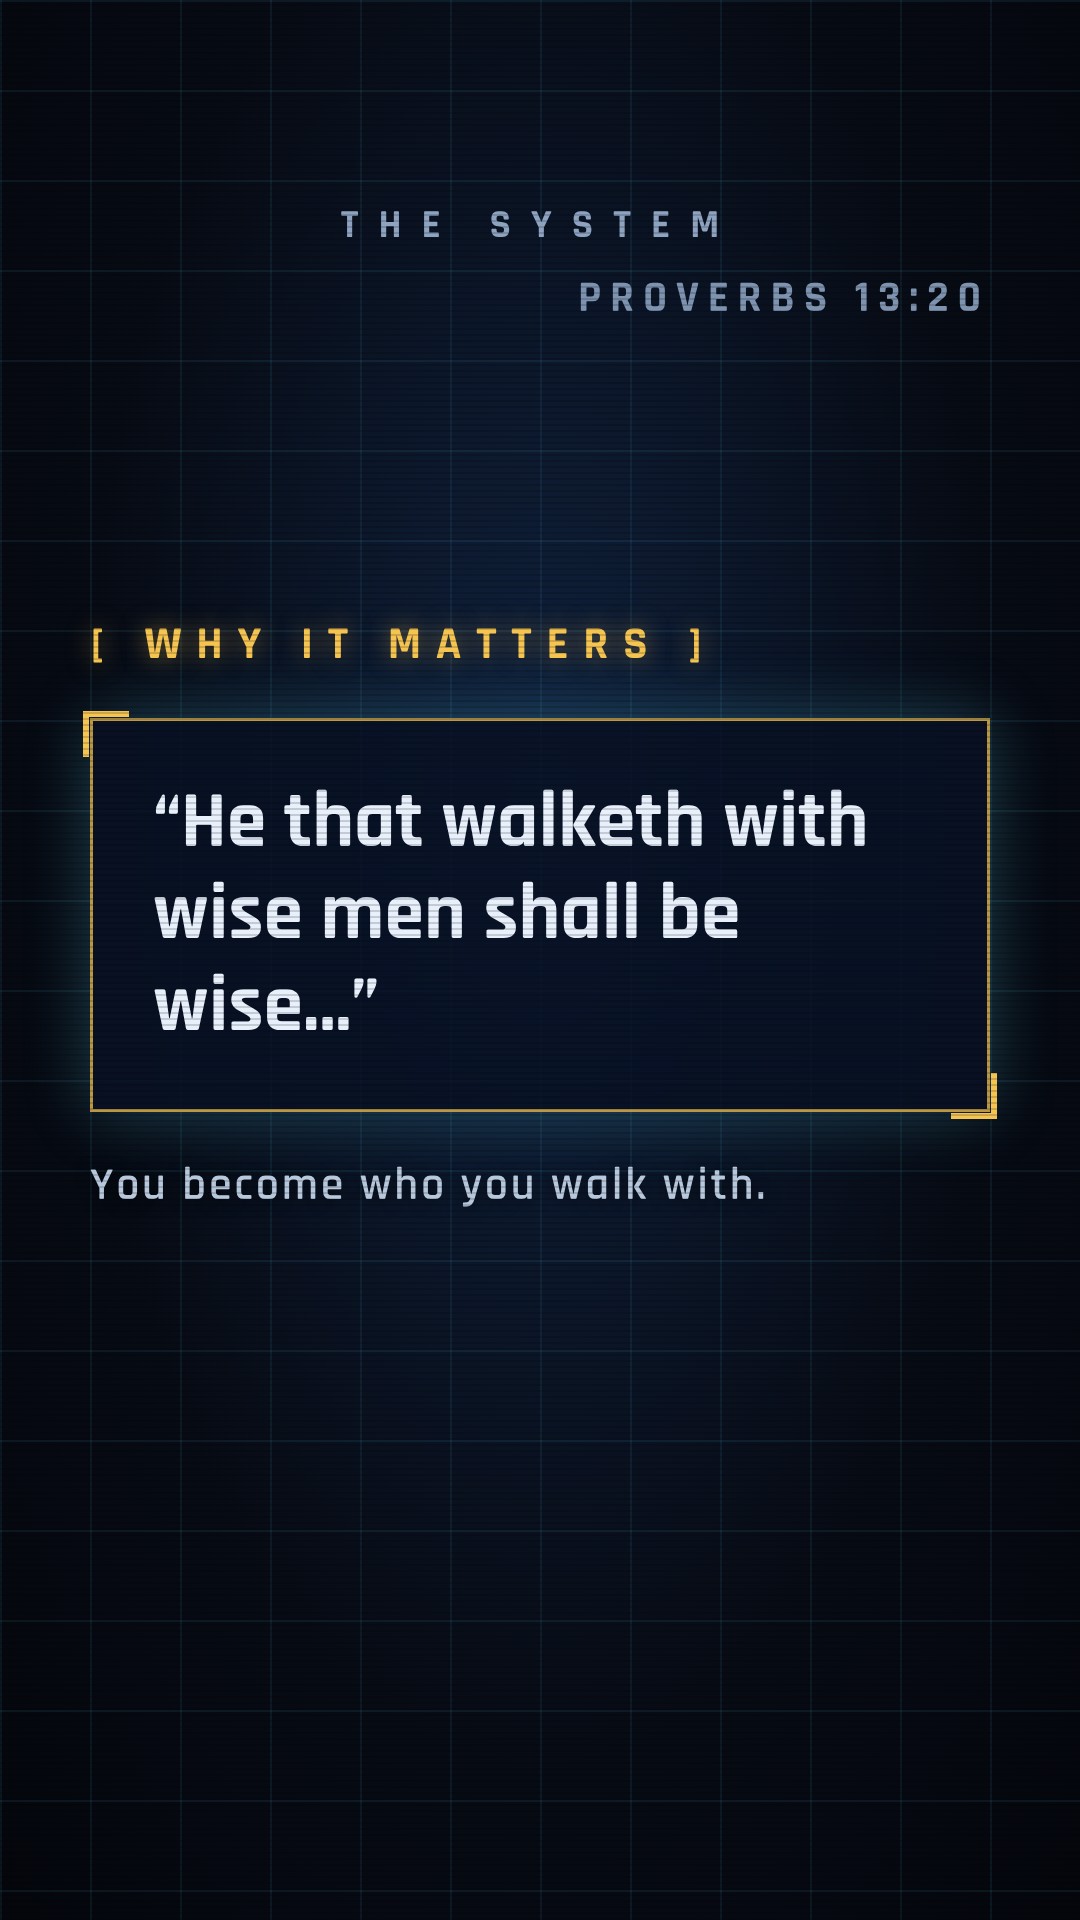 THE SYSTEM
PROVERBS 13:20
[ WHY IT MATTERS ]
“He that walketh with
wise men shall be
wise...”
You become who you walk with.